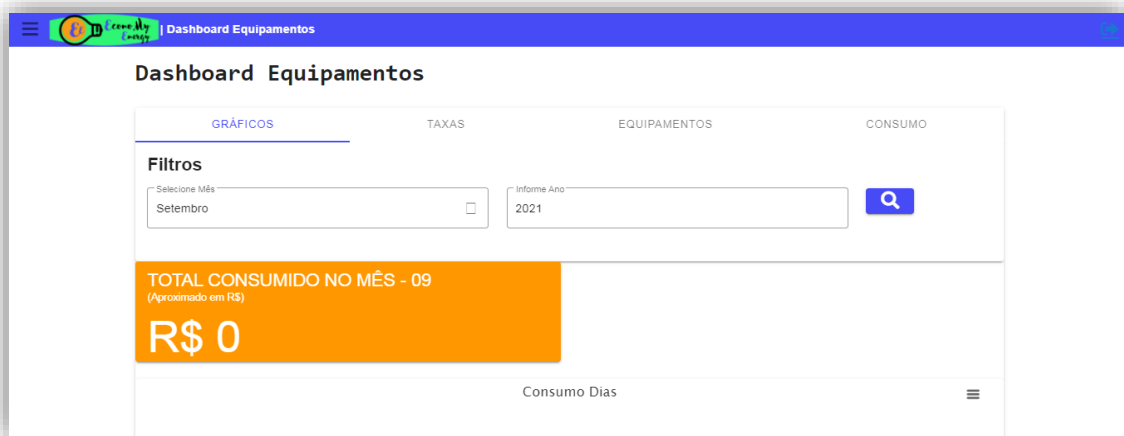 Ei Econo.My
Energy
| Dashboard Equipamentos
Dashboard Equipamentos
GRÁFICOS TAXAS EQUIPAMENTOS CONSUMO
Filtros
Selecione Mês Informe Ano
Setembro 2021
TOTAL CONSUMIDO NO MÊS - 09
(Aproximado em R$)
R$ 0
Consumo Dias